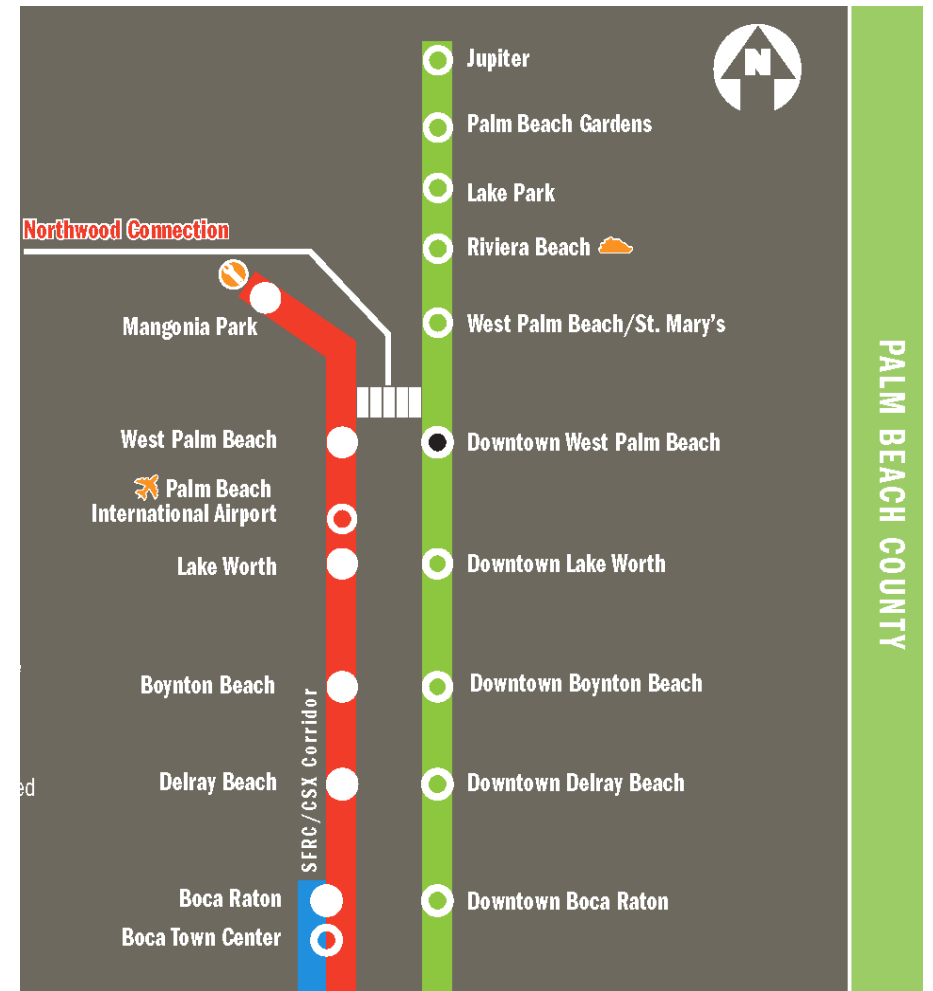 N
Jupiter
Palm Beach Gardens
Lake Park
Riviera Beach
West Palm Beach/St. Mary's
Downtown West Palm Beach
Downtown Lake Worth
Downtown Boynton Beach
Downtown Delray Beach
Downtown Boca Raton
Northwood Connection
Mangonia Park
West Palm Beach
Palm Beach
International Airport
Lake Worth
Boynton Beach
Delray Beach
Boca Raton
Boca Town Center
SFRC/CSX Corridor
ed
PALM BEACH COUNTY